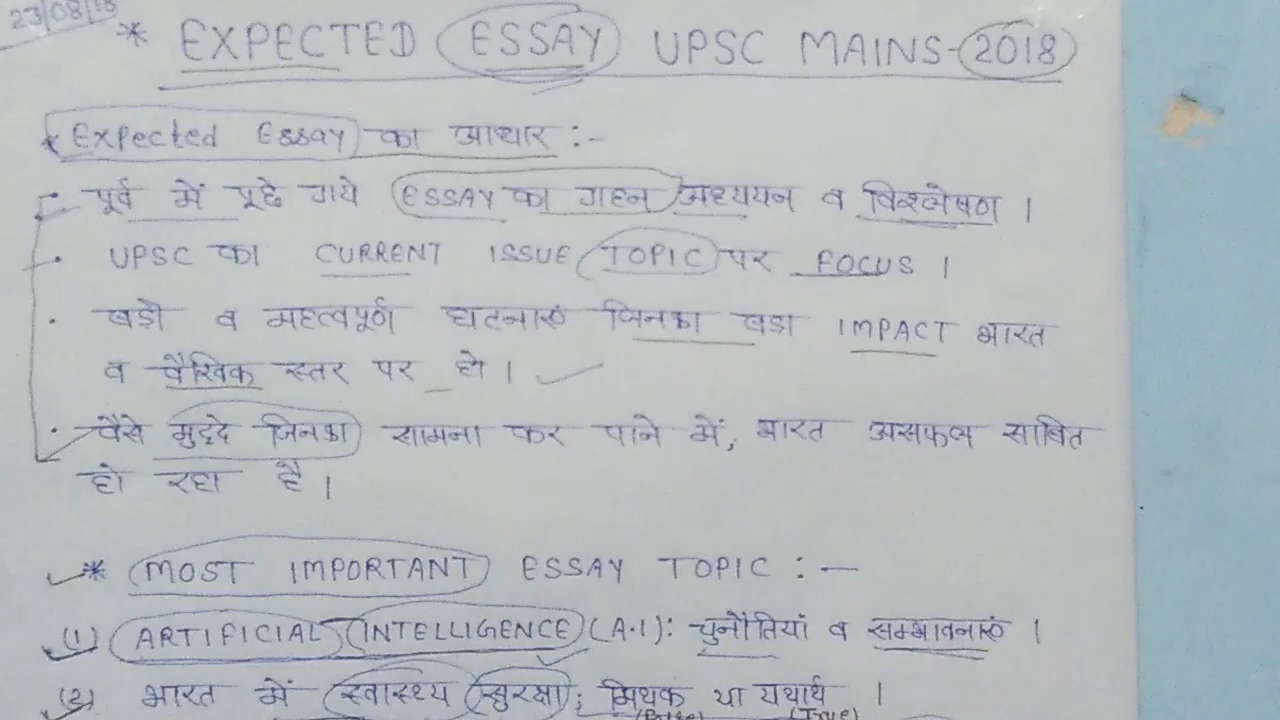 23/08/18
* EXPECTED ESSAY UPSC MAINS-2018
* Expected Essay का आधार :-
- पूर्व में पूछे गये ESSAY का गहन अध्ययन व विश्लेषण ।
· UPSC का CURRENT ISSUE TOPIC पर FOCUS ।
· बड़ी व महत्वपूर्ण घटनाएं जिनका बड़ा IMPACT भारत
व वैश्विक स्तर पर हो ।
· वैसे मुद्दे जिनका सामना कर पाने में, भारत असफल साबित
हो रहा है ।
* MOST IMPORTANT ESSAY TOPIC : —
(1) ARTIFICIAL INTELLIGENCE (A.I): चुनौतियां व सम्भावनाएं ।
(2) भारत में स्वास्थ्य सुरक्षा ; मिथक या यथार्थ ।
(False) (True)